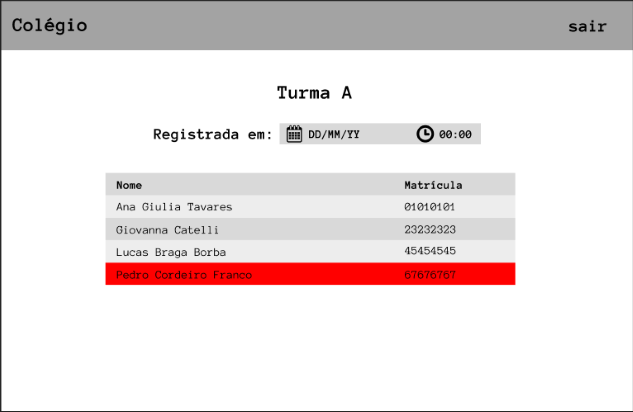 Colégio sair
Turma A
Registrada em: DD/MM/YY 00:00
Nome Matrícula
Ana Giulia Tavares 01010101
Giovanna Catelli 23232323
Lucas Braga Borba 45454545
Pedro Cordeiro Franco 67676767